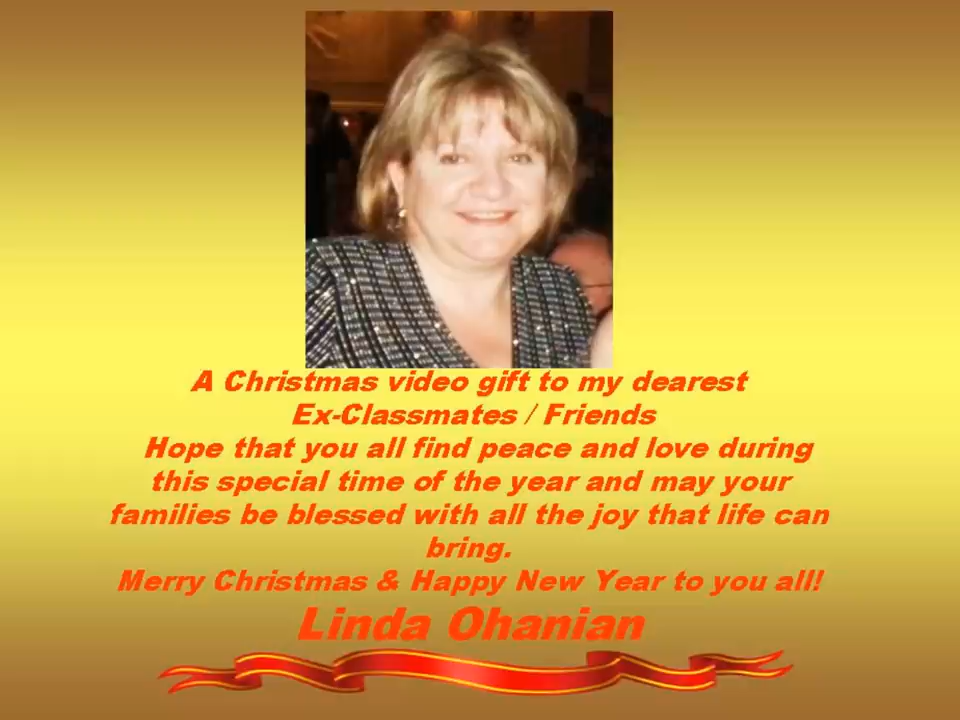 A Christmas video gift to my dearest
Ex-Classmates / Friends
Hope that you all find peace and love during
this special time of the year and may your
families be blessed with all the joy that life can
bring.
Merry Christmas & Happy New Year to you all!
Linda Ohanian